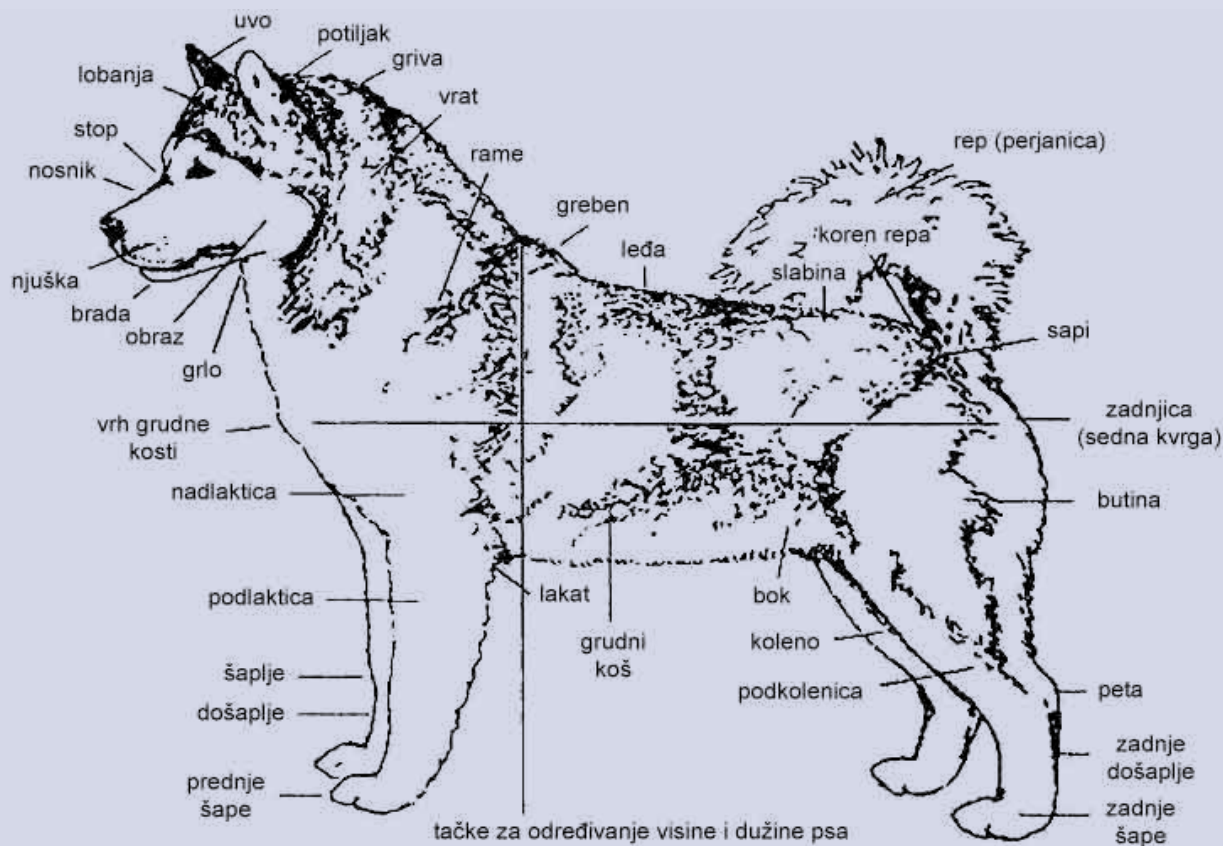 uvo
potiljak
lobanja
griva
vrat
stop
rame
rep (perjanica)
nosnik
greben
koren repa
leđa
slabina
njuška
brada
obraz
sapi
grlo
vrh grudne
kosti
zadnjica
(sedna kvrga)
nadlaktica
butina
podlaktica
lakat
bok
grudni
koš
koleno
šaplje
podkolenica
peta
došaplje
zadnje
došaplje
prednje
šape
zadnje
šape
tačke za određivanje visine i dužine psa